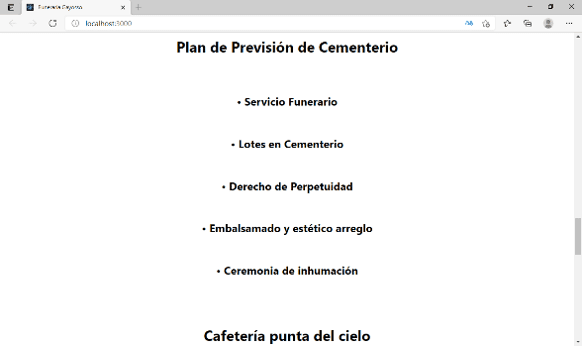 Funeraria Gayosso
localhost:3000
Plan de Previsión de Cementerio
• Servicio Funerario
• Lotes en Cementerio
• Derecho de Perpetuidad
• Embalsamado y estético arreglo
• Ceremonia de inhumación
Cafetería punta del cielo